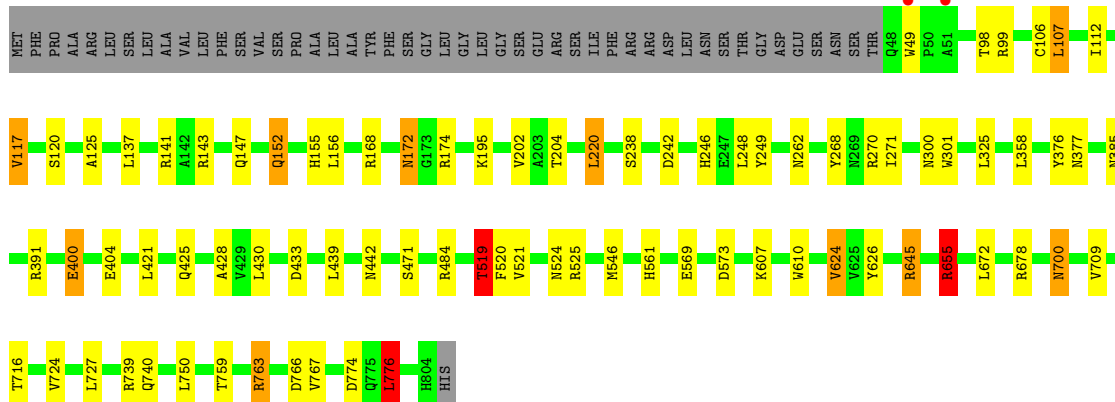 MET PHE PRO ALA ARG LEU SER LEU ALA VAL LEU PHE SER VAL SER PRO ALA LEU ALA TYR PHE SER GLY LEU GLY LEU GLY SER GLU ARG SER ILE PHE ARG ARG ASP LEU ASN SER THR GLY ASP GLU SER ASN SER THR Q48 W49 P50 A51 T98 R99 C106 L107 I112
V117 S120 A125 L137 R141 A142 R143 Q147 Q152 H155 L156 R168 N172 G173 R174 K195 V202 A203 T204 L220 S238 D242 H246 E247 L248 Y249 N262 Y268 N269 R270 I271 N300 W301 L325 L358 Y376 N377 N385
R391 E400 E404 L421 Q425 A428 V429 L430 D433 L439 N442 S471 R484 T519 F520 V521 N524 R525 M546 H561 E569 D573 K607 W610 V624 V625 Y626 R645 R655 L672 R678 N700 V709
T716 V724 L727 R739 Q740 L750 T759 R763 D766 V767 D774 Q775 L776 H804 HIS